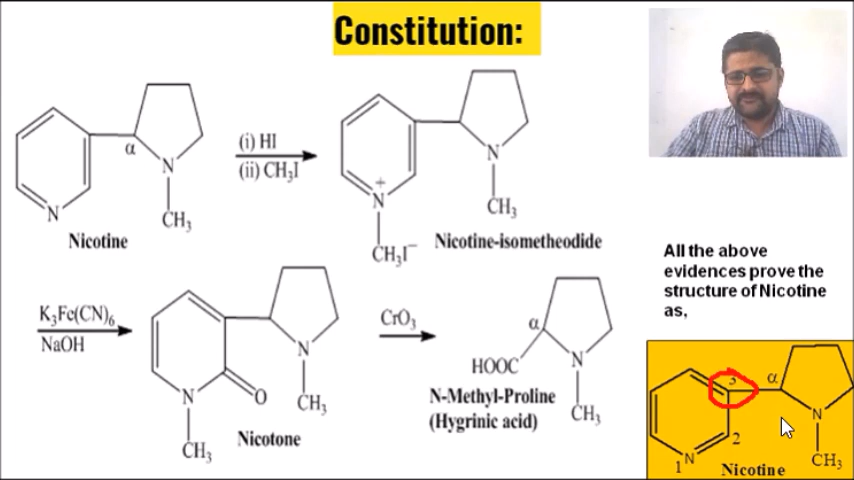 Constitution:
α
N
CH3
N
Nicotine
(i) HI
(ii) CH3I
N
CH3
+
N
CH3I−
Nicotine-isometheodide
K3Fe(CN)6
NaOH
N
CH3
O
N
CH3
Nicotone
CrO3
α
HOOC
N
CH3
N-Methyl-Proline
(Hygrinic acid)
All the above
evidences prove the
structure of Nicotine
as,
3
α
N
CH3
2
1
N
Nicotine